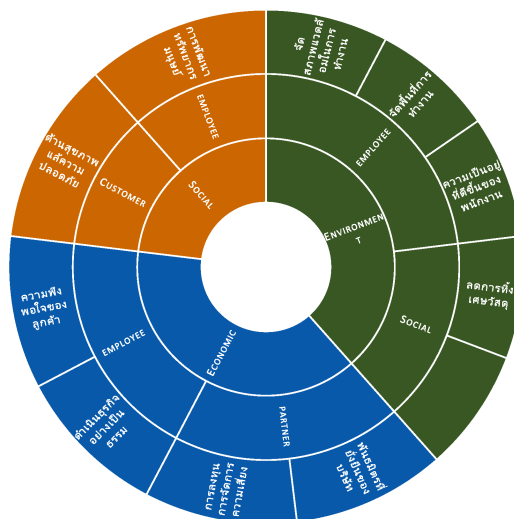 ENVIRONMEN
T
EMPLOYEE
จัด
สภาพแวดล้
อมในการ
ทำงาน
จัดพื้นที่การ
ทำงาน
ความเป็นอยู่
ที่ดีขึ้นของ
พนักงาน
SOCIAL
ลดการทิ้ง
เศษวัสดุ
ECONOMIC
PARTNER
พันธมิตรที่
ยั่งยืนของ
บริษัท
การลงทุน
การจัดการ
ความเสี่ยง
EMPLOYEE
ดำเนินธุรกิจ
อย่างเป็น
ธรรม
ความพึง
พอใจของ
ลูกค้า
SOCIAL
CUSTOMER
ด้านสุขภาพ
และความ
ปลอดภัย
EMPLOYEE
การพัฒนา
ทรัพยากร
มนุษย์